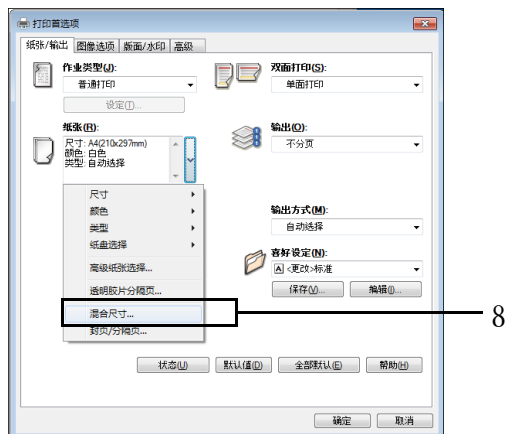 打印首选项
纸张/输出 图像选项 版面/水印 高级
作业类型(J):
普通打印
设定(I)...
双面打印(S):
单面打印
纸张(R):
尺寸: A4(210x297mm)
颜色: 白色
类型: 自动选择
输出(O):
不分页
尺寸
颜色
类型
纸盘选择
高级纸张选择...
透明胶片分隔页...
混合尺寸...
封页/分隔页...
输出方式(M):
自动选择
喜好设定(N):
A <更改>标准
保存(V)... 编辑(I)...
8
状态(U) 默认值(D) 全部默认(E) 帮助(H)
确定 取消